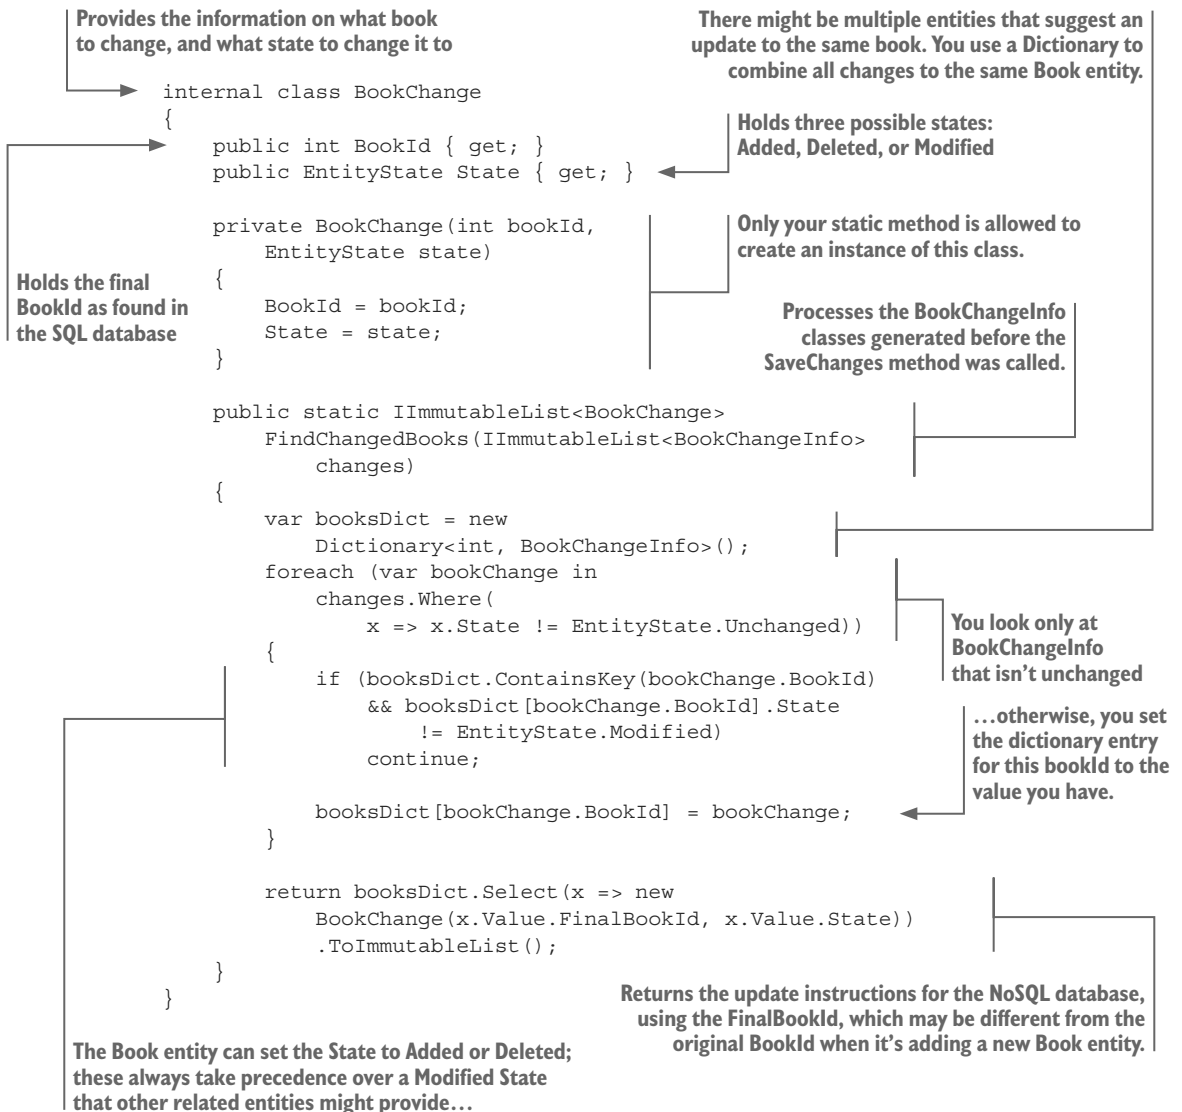 Provides the information on what book
to change, and what state to change it to
There might be multiple entities that suggest an
update to the same book. You use a Dictionary to
combine all changes to the same Book entity.
internal class BookChange
{
public int BookId { get; }
public EntityState State { get; }
Holds three possible states:
Added, Deleted, or Modified
private BookChange(int bookId,
EntityState state)
{
BookId = bookId;
State = state;
}
Only your static method is allowed to
create an instance of this class.
Holds the final
BookId as found in
the SQL database
Processes the BookChangeInfo
classes generated before the
SaveChanges method was called.
public static IImmutableList<BookChange>
FindChangedBooks(IImmutableList<BookChangeInfo>
changes)
{
var booksDict = new
Dictionary<int, BookChangeInfo>();
foreach (var bookChange in
changes.Where(
x => x.State != EntityState.Unchanged))
{
You look only at
BookChangeInfo
that isn't unchanged
if (booksDict.ContainsKey(bookChange.BookId)
&& booksDict[bookChange.BookId].State
!= EntityState.Modified)
continue;
…otherwise, you set
the dictionary entry
for this bookId to the
value you have.
booksDict[bookChange.BookId] = bookChange;
}
return booksDict.Select(x => new
BookChange(x.Value.FinalBookId, x.Value.State))
.ToImmutableList();
}
}
Returns the update instructions for the NoSQL database,
using the FinalBookId, which may be different from the
original BookId when it's adding a new Book entity.
The Book entity can set the State to Added or Deleted;
these always take precedence over a Modified State
that other related entities might provide…